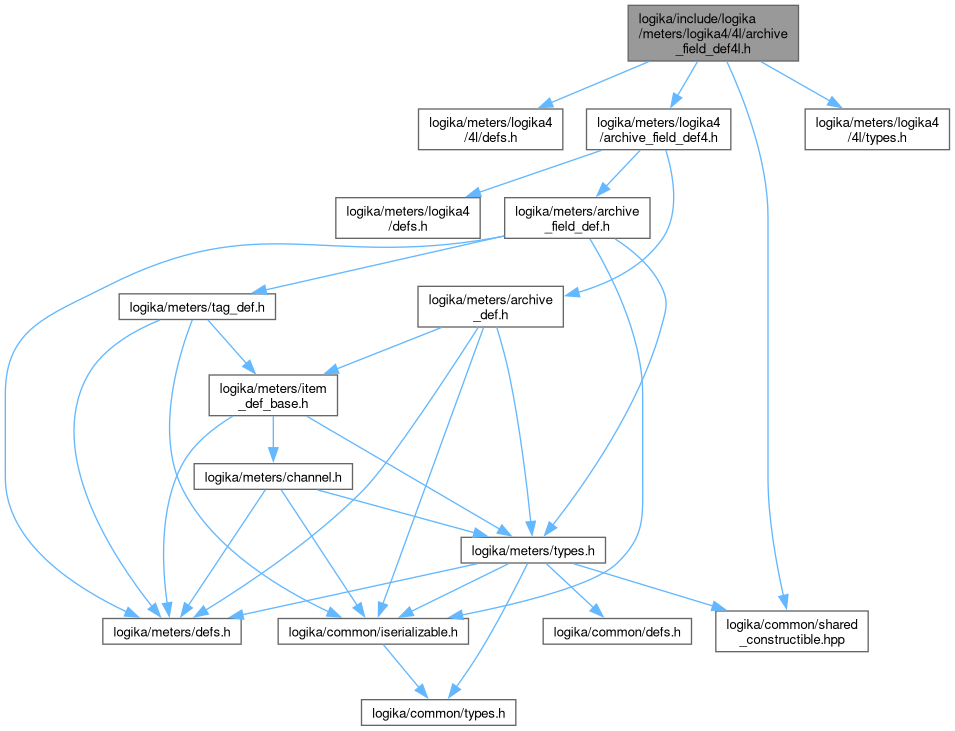 logika/include/logika
/meters/logika4/4l/archive
_field_def4l.h
logika/meters/logika4
/4l/defs.h
logika/meters/logika4
/archive_field_def4.h
logika/meters/logika4
/4l/types.h
logika/meters/logika4
/defs.h
logika/meters/archive
_field_def.h
logika/meters/tag_def.h
logika/meters/archive
_def.h
logika/meters/item
_def_base.h
logika/meters/channel.h
logika/meters/types.h
logika/meters/defs.h
logika/common/iserializable.h
logika/common/defs.h
logika/common/shared
_constructible.hpp
logika/common/types.h